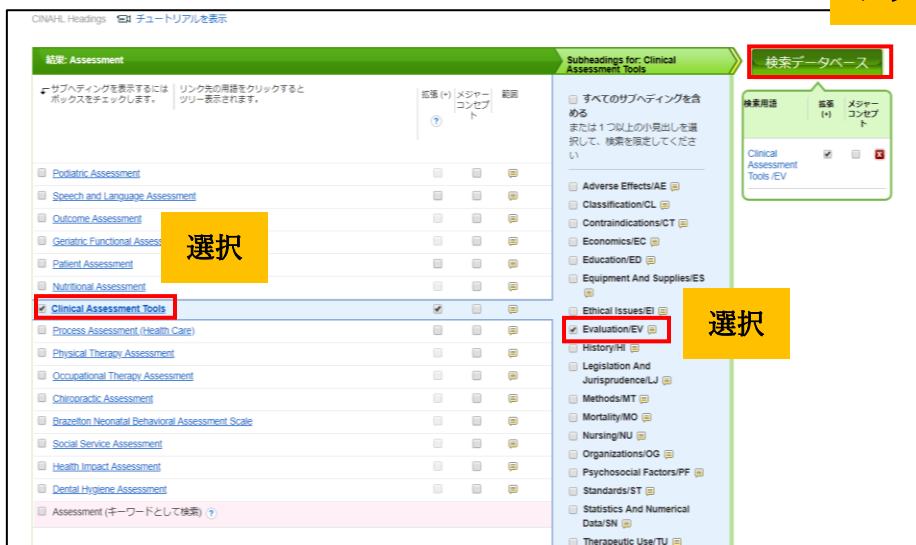 CINAHL Headings チュートリアルを表示
結果: Assessment
サブヘディングを表示するには
ボックスをチェックします。
リンク先の用語をクリックすると
ツリー表示されます。
拡張 (+)
メジャー
コンセプ
ト
範囲
?
Podiatric Assessment
Speech and Language Assessment
Outcome Assessment
Geriatric Functional Assess
選択
Patient Assessment
Nutritional Assessment
Clinical Assessment Tools
Process Assessment (Health Care)
Physical Therapy Assessment
Occupational Therapy Assessment
Chiropractic Assessment
Brazelton Neonatal Behavioral Assessment Scale
Social Service Assessment
Health Impact Assessment
Dental Hygiene Assessment
Assessment (キーワードとして検索) ?
Subheadings for: Clinical
Assessment Tools
すべてのサブヘディングを含
める
または 1 つ以上の小見出しを選
択して、検索を限定してくださ
い
Adverse Effects/AE
Classification/CL
Contraindications/CT
Economics/EC
Education/ED
Equipment And Supplies/ES
Ethical Issues/EI
Evaluation/EV
選択
History/HI
Legislation And
Jurisprudence/LJ
Methods/MT
Mortality/MO
Nursing/NU
Organizations/OG
Psychosocial Factors/PF
Standards/ST
Statistics And Numerical
Data/SN
Therapeutic Use/TU
検索データベース
検索用語
拡張
(+)
メジャー
コンセプ
ト
Clinical
Assessment
Tools /EV